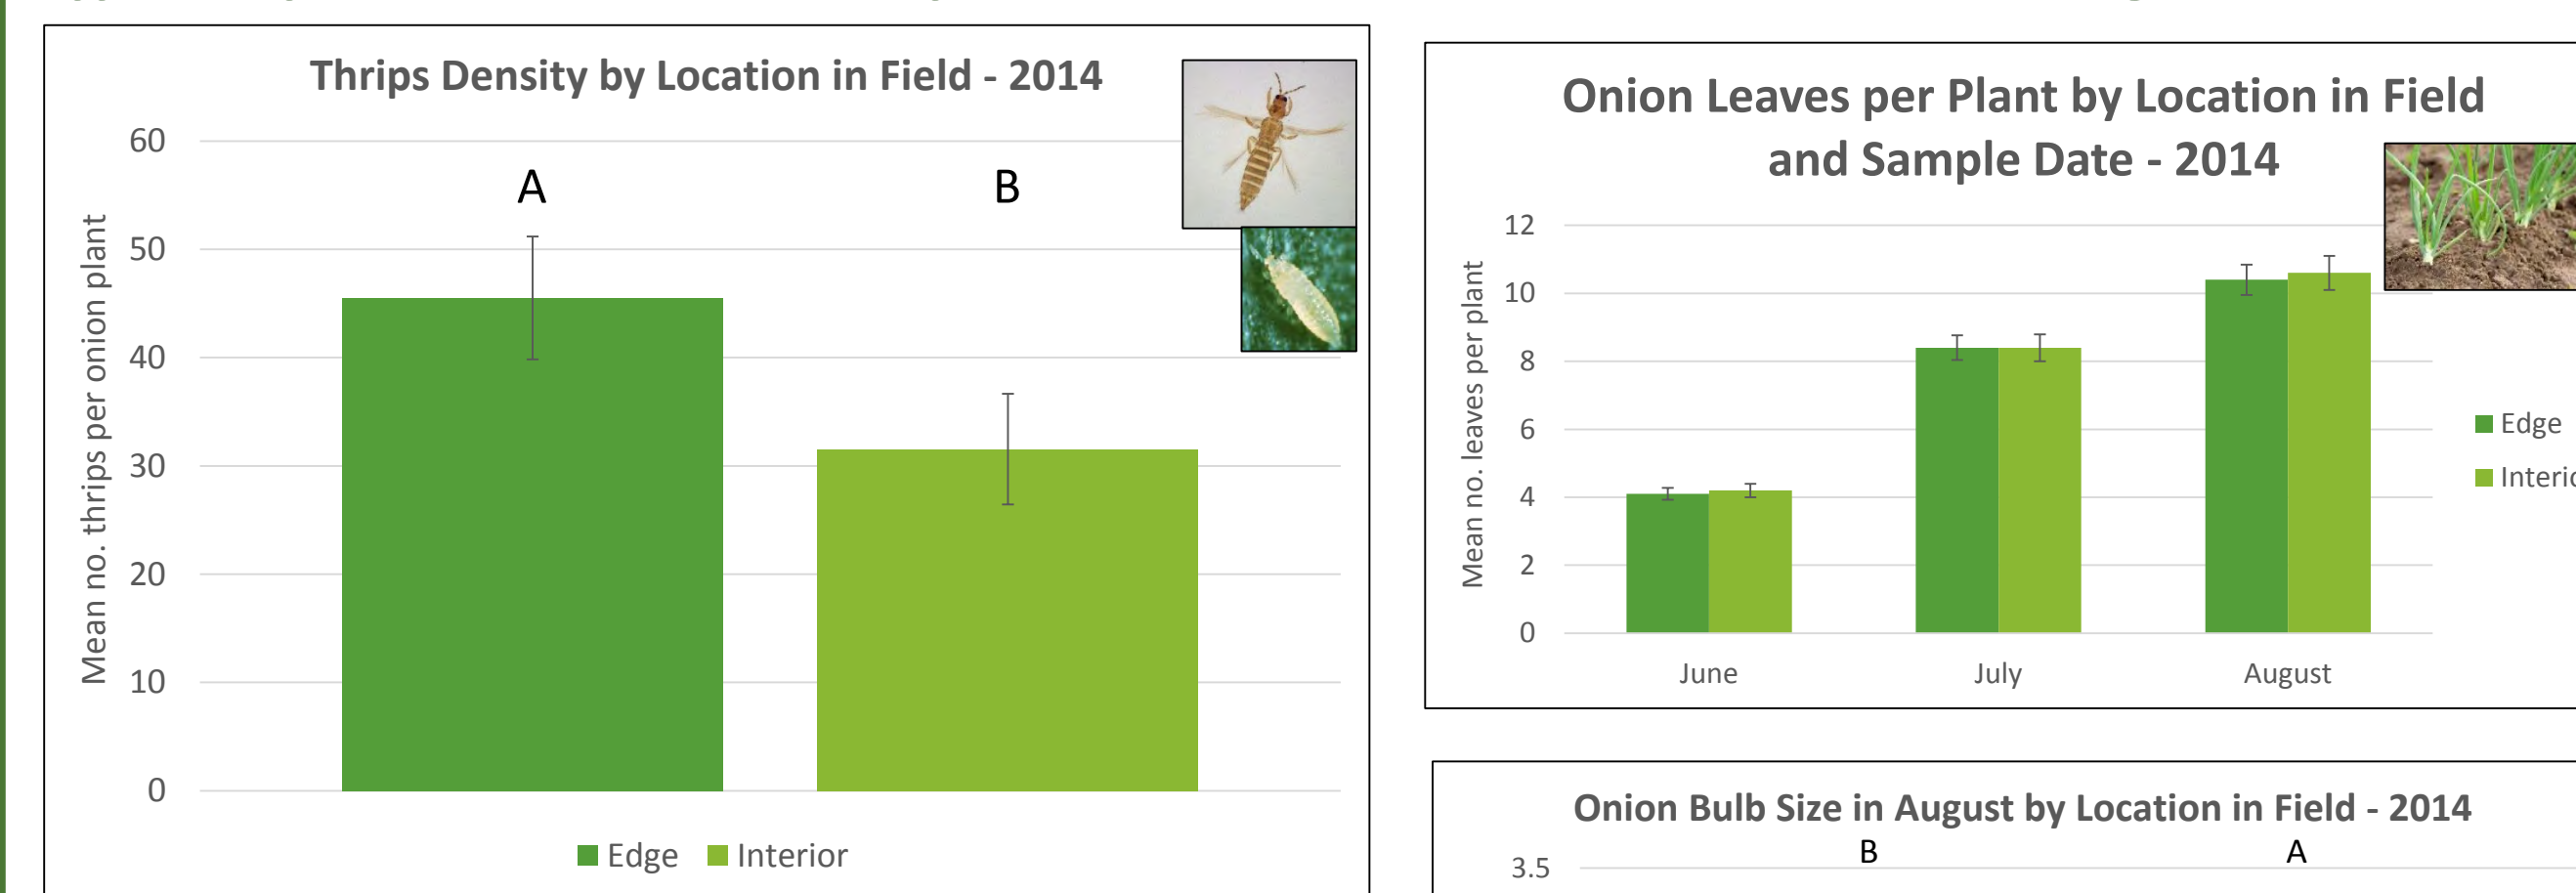 Thrips Density by Location in Field - 2014
60
50
40
30
20
10
0
Mean no. thrips per onion plant
A
B
Edge
Interior
Onion Leaves per Plant by Location in Field
and Sample Date - 2014
12
10
8
6
4
2
0
Mean no. leaves per plant
June
July
August
Edge
Onion Bulb Size in August by Location in Field - 2014
B
A
3.5